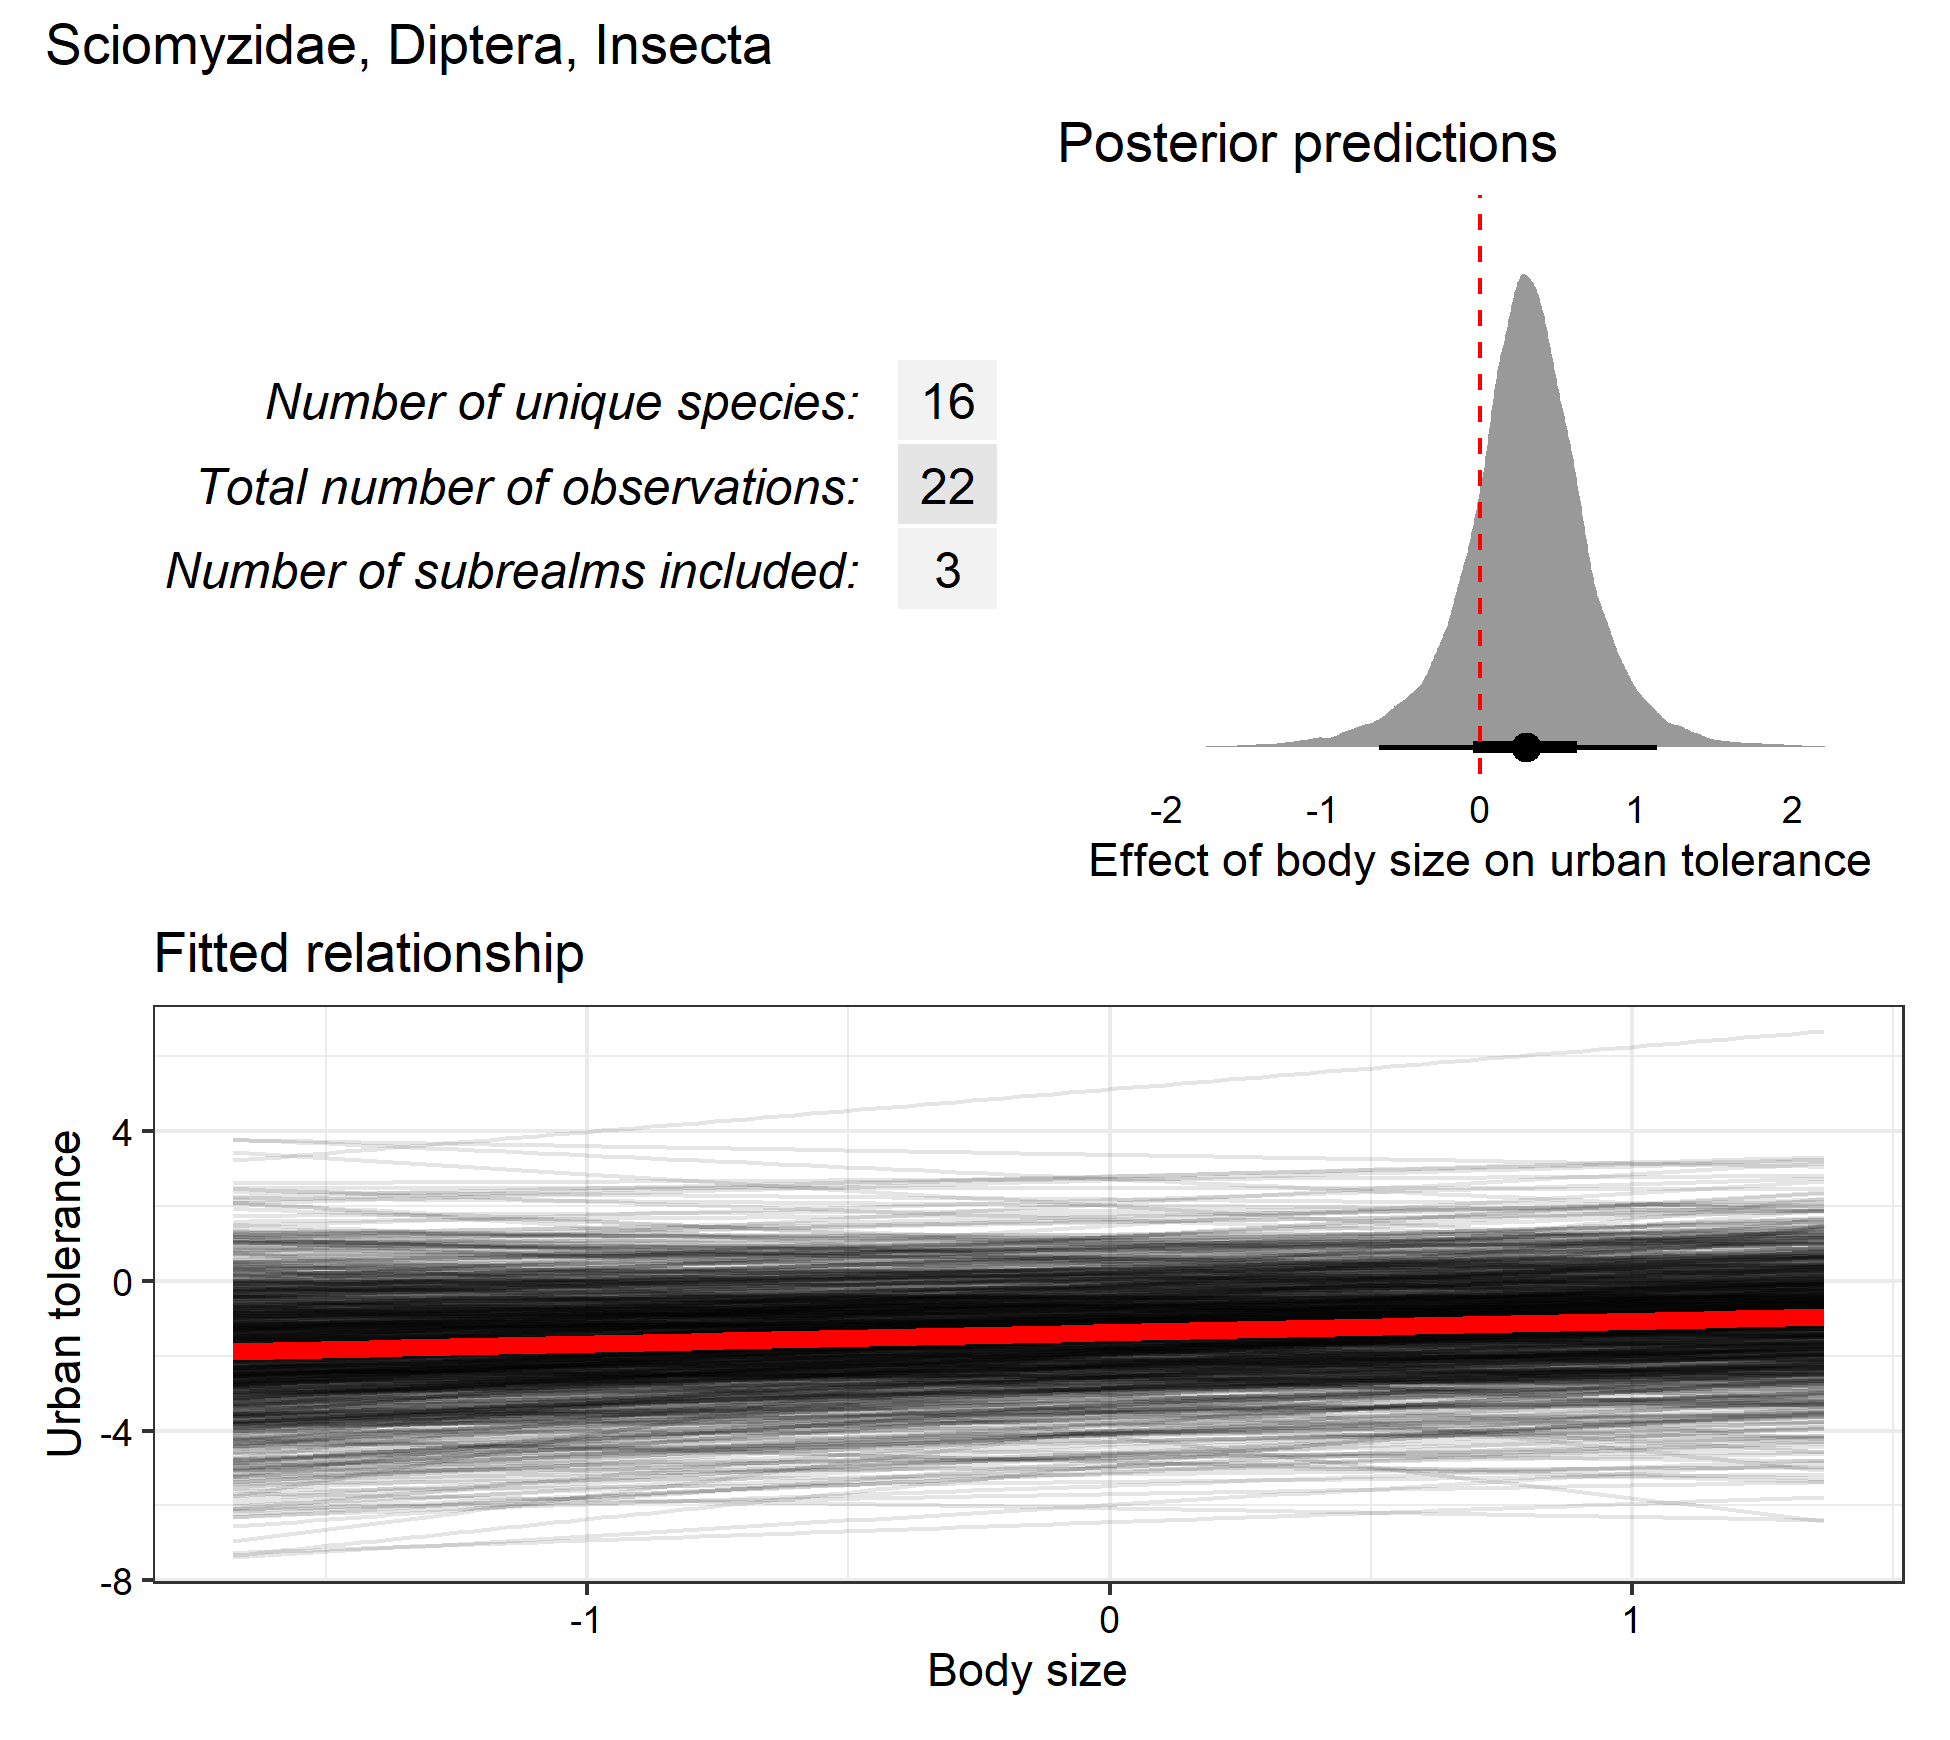 Sciomyzidae, Diptera, Insecta
Posterior predictions
Number of unique species: 16
Total number of observations: 22
Number of subrealms included: 3
-2 -1 0 1 2
Effect of body size on urban tolerance
Fitted relationship
Urban tolerance
4
0
-4
-8
-1 0 1
Body size